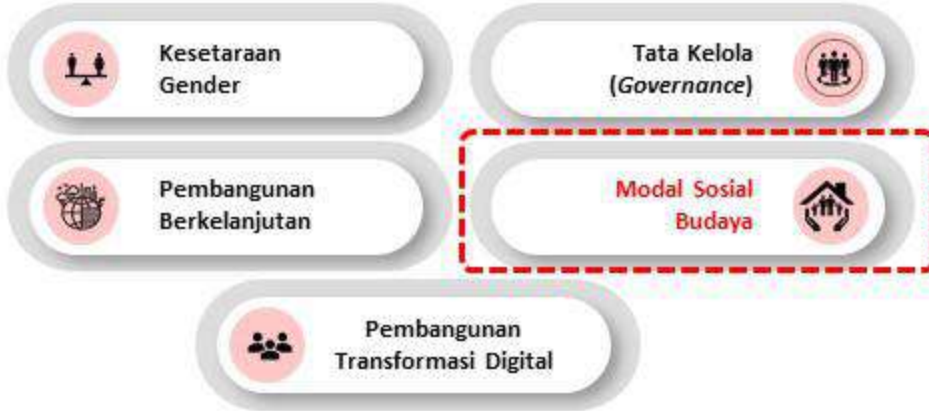 Kesetaraan
Gender
Tata Kelola
(Governance)
Pembangunan
Berkelanjutan
Modal Sosial
Budaya
Pembangunan
Transformasi Digital